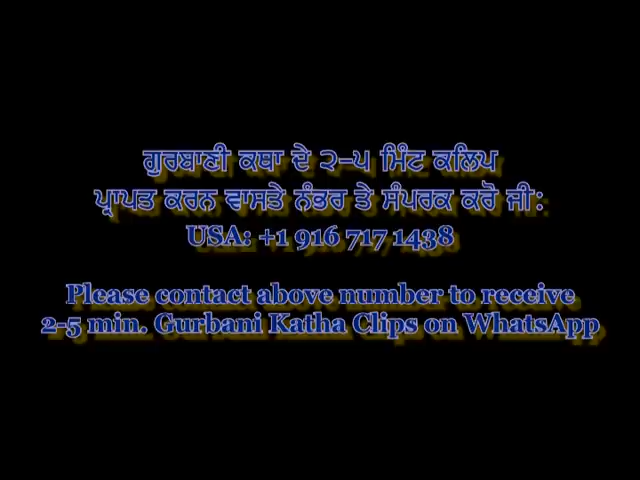 ਗੁਰਬਾਣੀ ਕਥਾ ਦੇ ੨-੫ ਮਿੰਟ ਕਲਿਪ
ਪ੍ਰਾਪਤ ਕਰਨ ਵਾਸਤੇ ਨੰਬਰ ਤੇ ਸੰਪਰਕ ਕਰੋ ਜੀ:
USA: +1 916 717 1438
Please contact above number to receive
2-5 min. Gurbani Katha Clips on WhatsApp